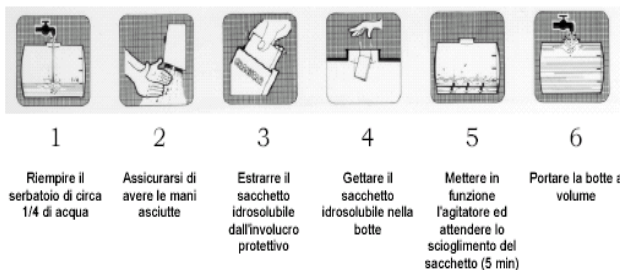 1 2 3 4 5 6
Riempire il
serbatoio di circa
1/4 di acqua
Assicurarsi di
avere le mani
asciutte
Estrarre il
sacchetto
idrosolubile
dall'involucro
protettivo
Gettare il
sacchetto
idrosolubile nella
botte
Mettere in
funzione
l'agitatore ed
attendere lo
scioglimento del
sacchetto (5 min)
Portare la botte a
volume